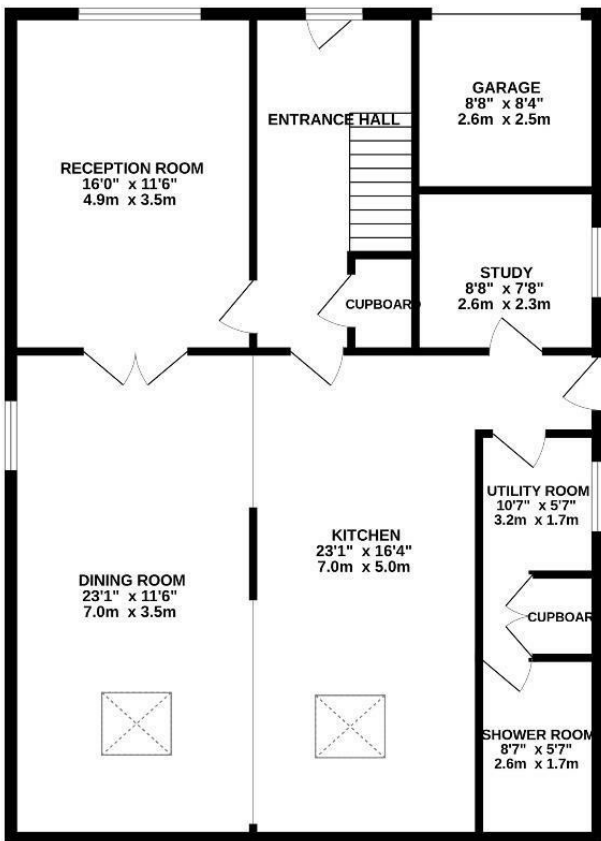 GARAGE
8'8" x 8'4"
2.6m x 2.5m
ENTRANCE HALL
RECEPTION ROOM
16'0" x 11'6"
4.9m x 3.5m
STUDY
8'8" x 7'8"
2.6m x 2.3m
CUPBOARD
UTILITY ROOM
10'7" x 5'7"
3.2m x 1.7m
KITCHEN
23'1" x 16'4"
7.0m x 5.0m
DINING ROOM
23'1" x 11'6"
7.0m x 3.5m
CUPBOARD
SHOWER ROOM
8'7" x 5'7"
2.6m x 1.7m